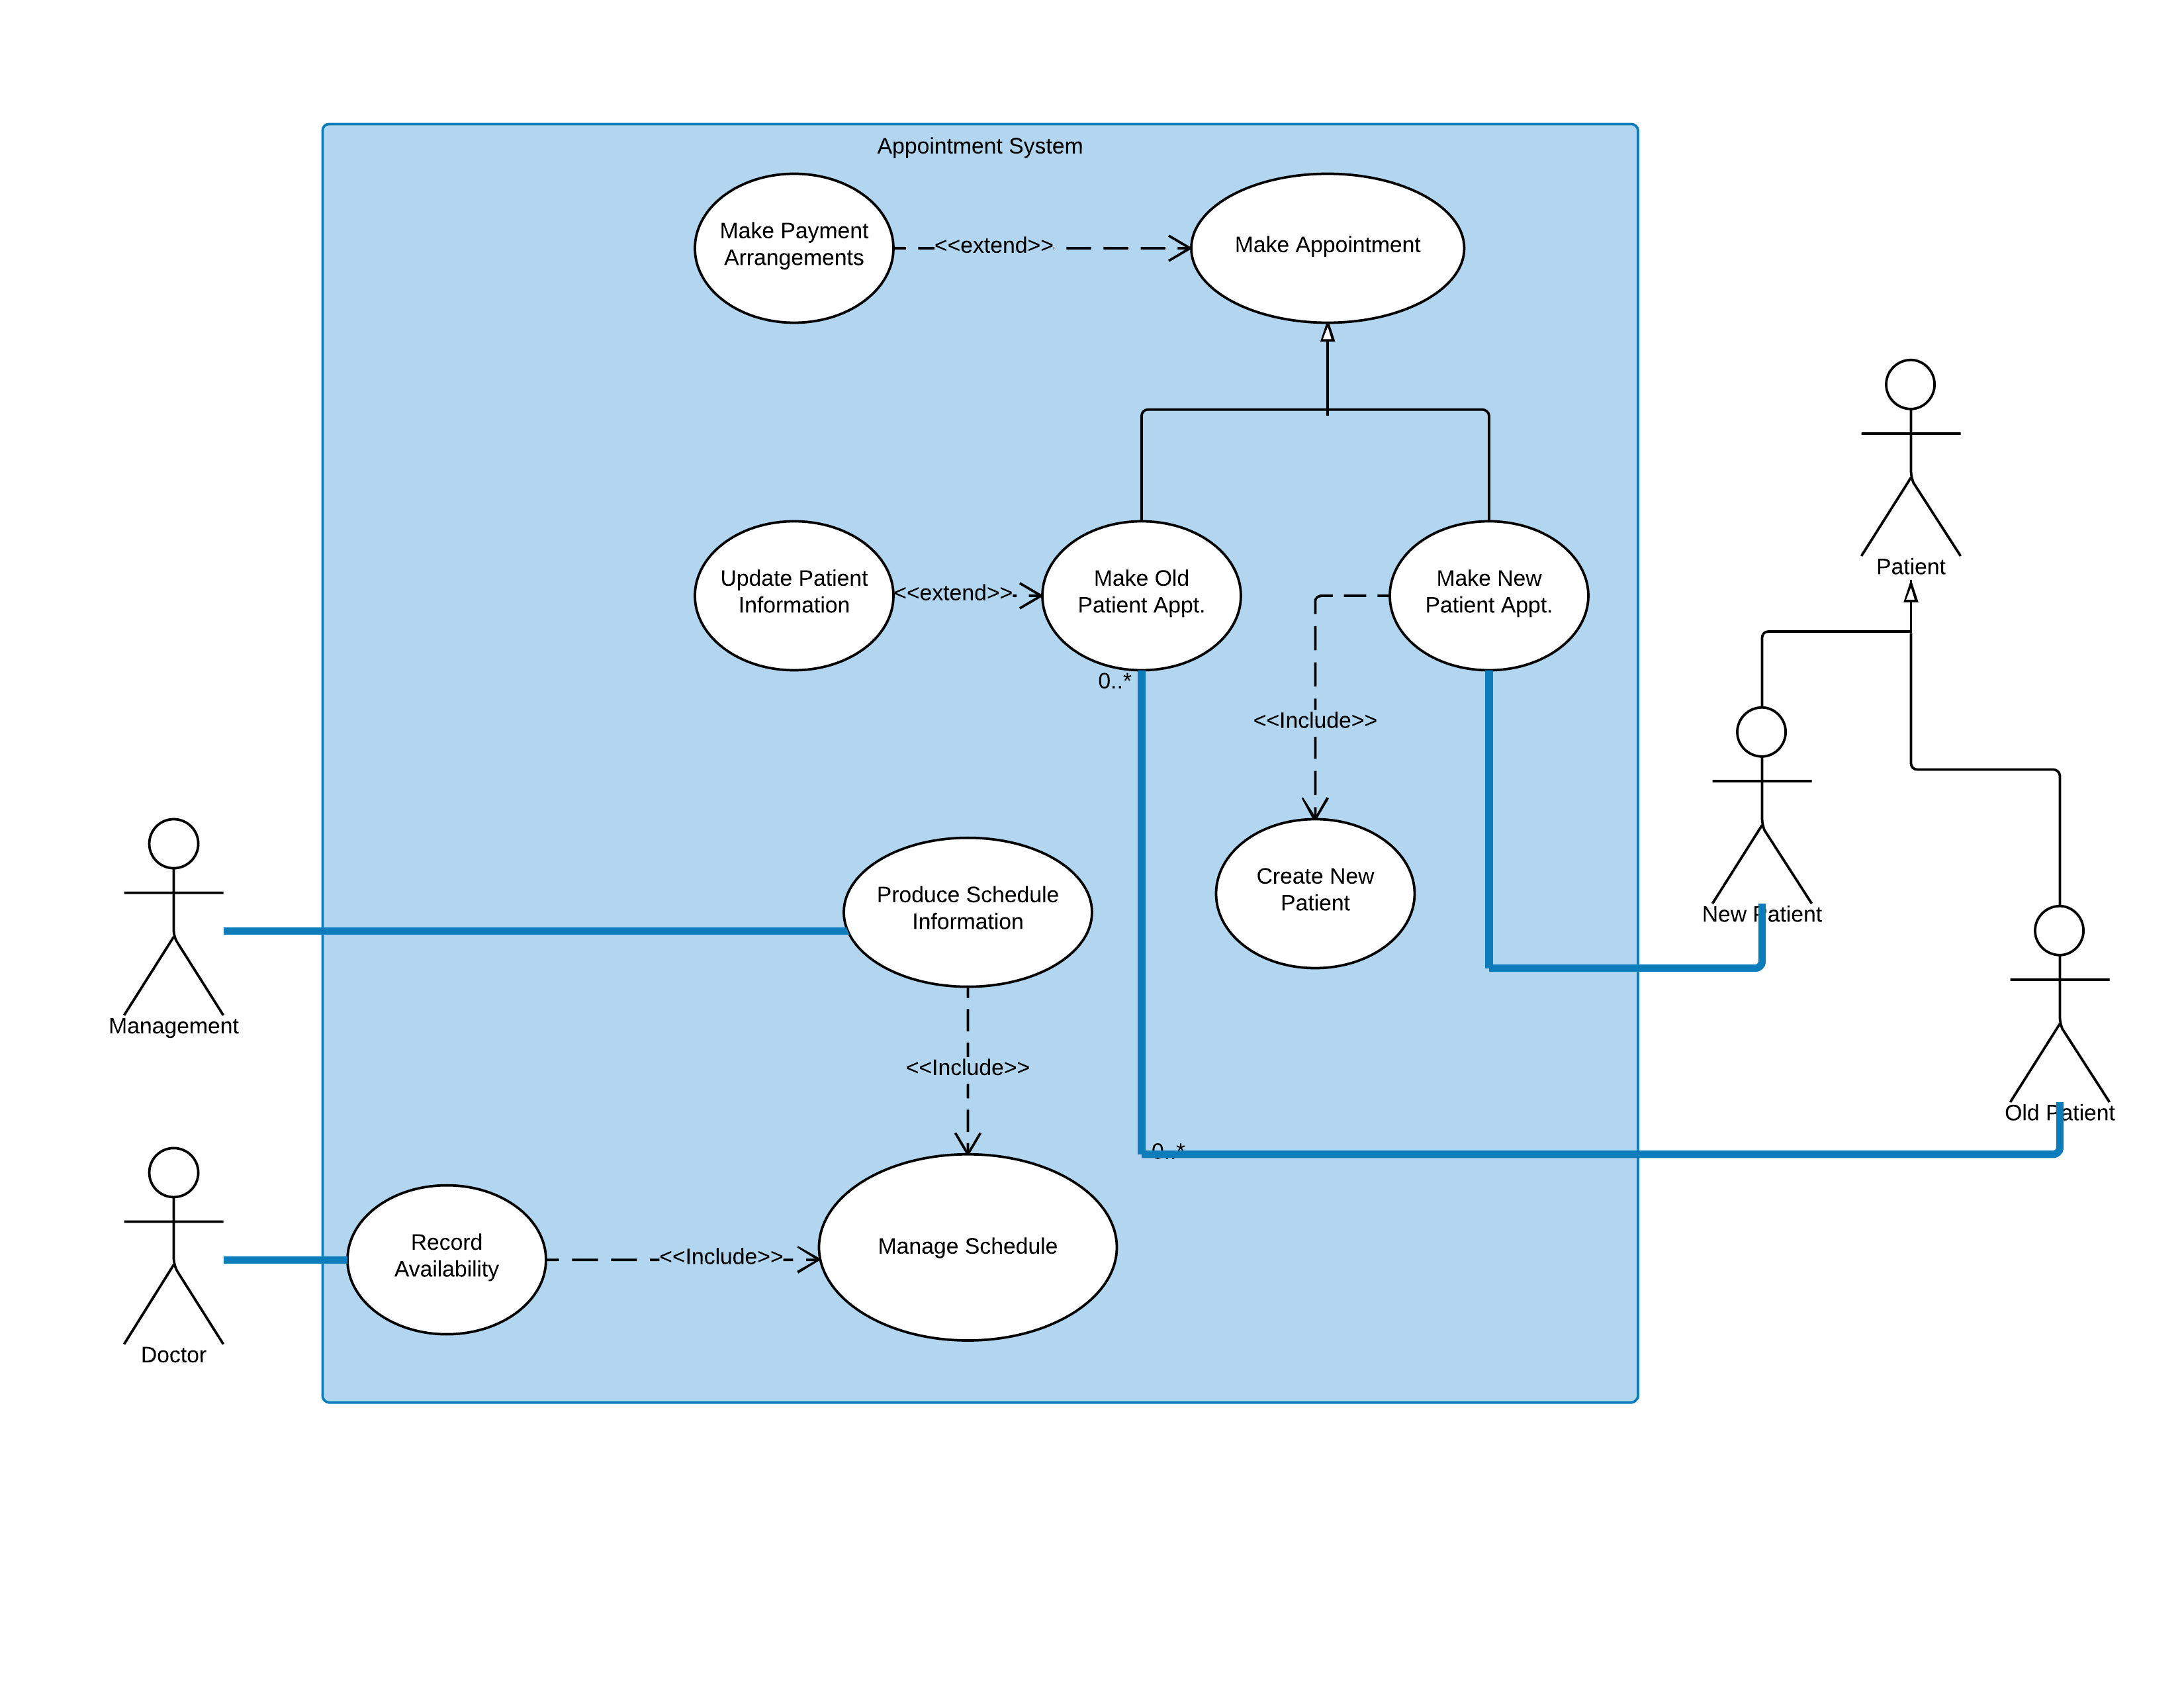 Appointment System
Make Payment
Arrangements
<<extend>>
Make Appointment
Patient
Update Patient
Information
<<extend>>
Make Old
Patient Appt.
Make New
Patient Appt.
0..*
<<Include>>
Produce Schedule
Information
Create New
Patient
New Patient
Management
<<Include>>
Old Patient
0..*
Record
Availability
<<Include>>
Manage Schedule
Doctor